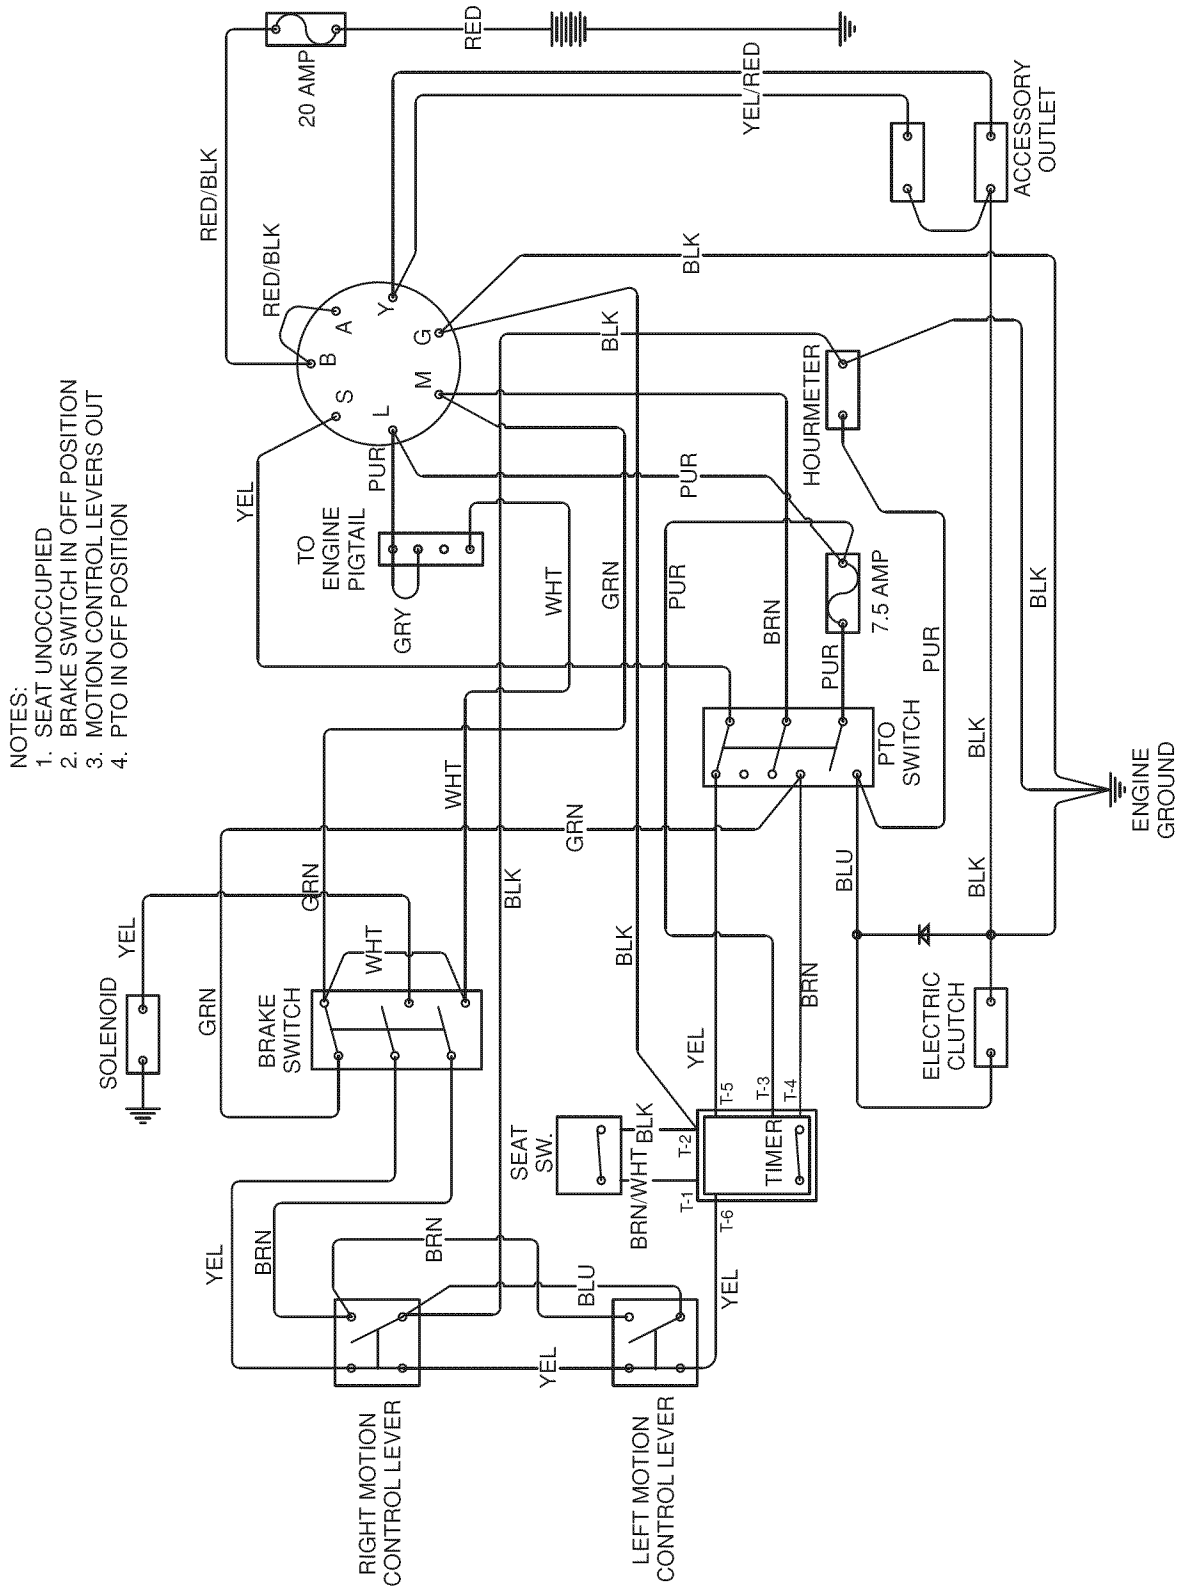 NOTES:
1. SEAT UNOCCUPIED
2. BRAKE SWITCH IN OFF POSITION
3. MOTION CONTROL LEVERS OUT
4. PTO IN OFF POSITION
SOLENOID
YEL
GRN
BRAKE
SWITCH
WHT
GRN
YEL
BRN
RIGHT MOTION
CONTROL LEVER
BRN
YEL
BLU
LEFT MOTION
CONTROL LEVER
YEL
SEAT
SW.
BRN/WHT
BLK
T-1
T-2
T-6
T-5
T-3
T-4
TIMER
YEL
BRN
BLK
BLK
WHT
GRN
YEL
TO
ENGINE
PIGTAIL
GRY
PUR
WHT
GRN
PUR
BRN
PUR
PTO
SWITCH
BLU
ELECTRIC
CLUTCH
BLK
BLK
PUR
7.5 AMP
PUR
HOURMETER
BLK
BLK
BLK
ENGINE
GROUND
S
B
A
L
M
G
Y
RED/BLK
RED/BLK
20 AMP
RED
YEL/RED
ACCESSORY
OUTLET